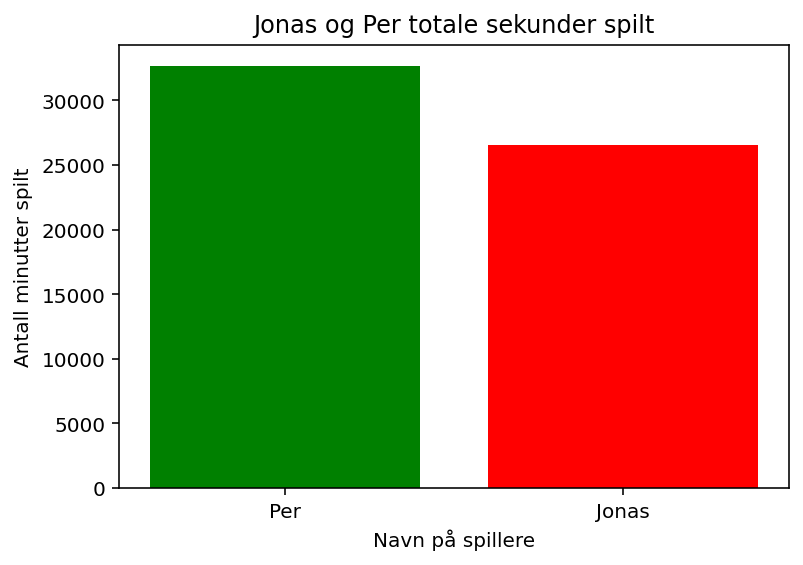 Jonas og Per totale sekunder spilt
Antall minutter spilt
30000
25000
20000
15000
10000
5000
0
Per
Jonas
Navn på spillere